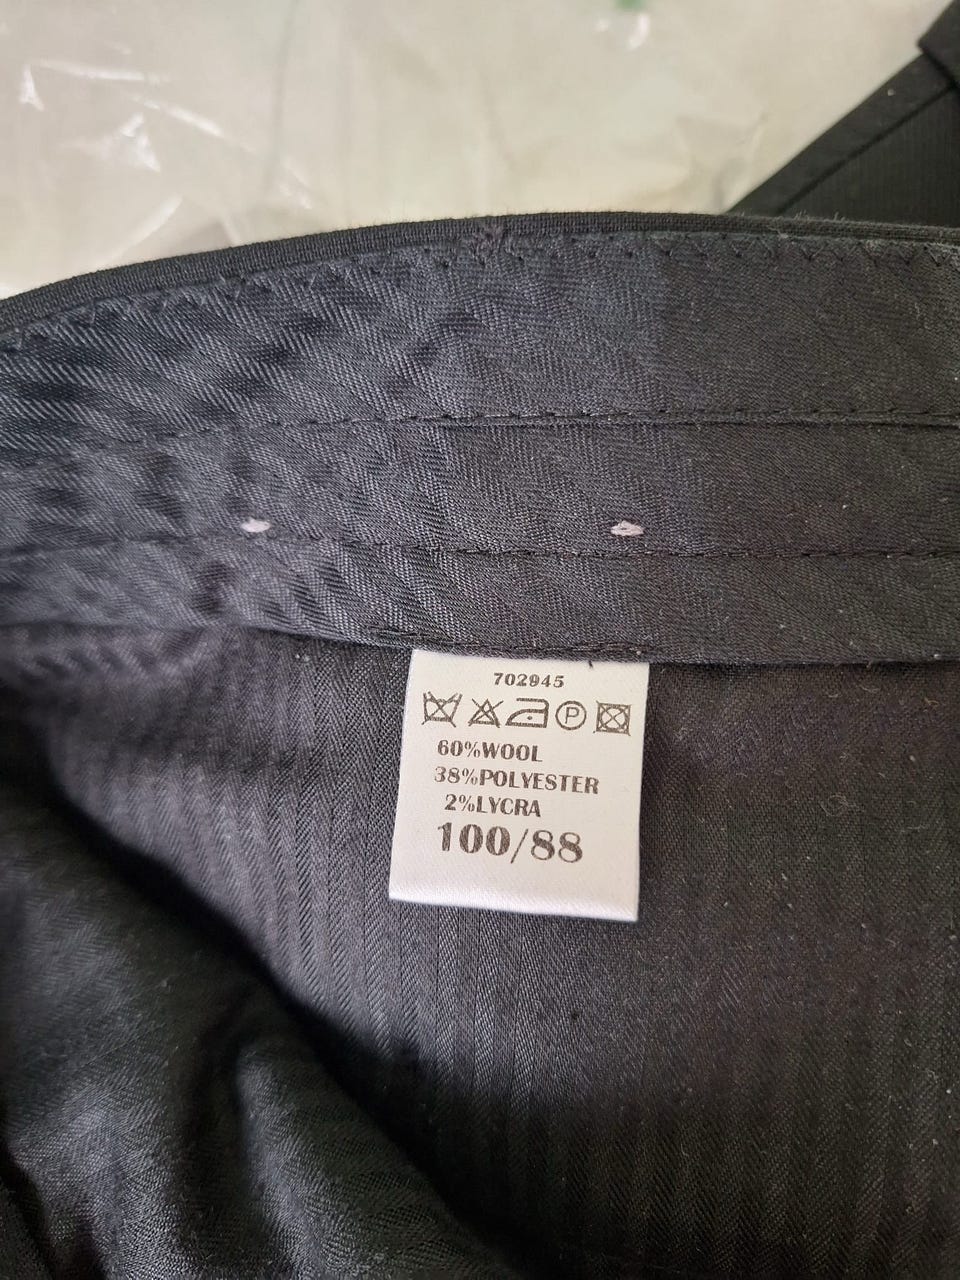 702945
P
60%WOOL
38%POLYESTER
2%LYCRA
100/88